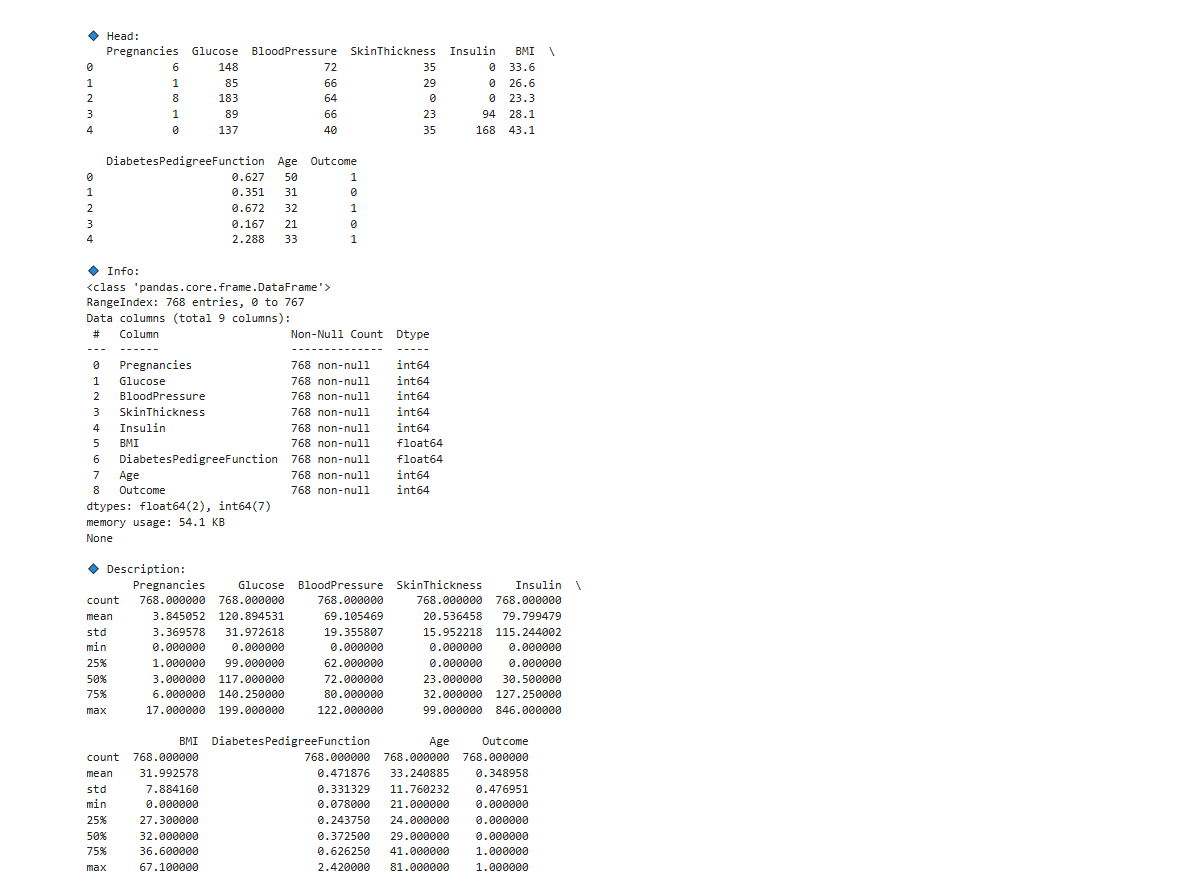 🔹 Head:
   Pregnancies  Glucose  BloodPressure  SkinThickness  Insulin   BMI  \
0            6      148             72             35        0  33.6
1            1       85             66             29        0  26.6
2            8      183             64              0        0  23.3
3            1       89             66             23       94  28.1
4            0      137             40             35      168  43.1
   DiabetesPedigreeFunction  Age  Outcome
0                     0.627   50        1
1                     0.351   31        0
2                     0.672   32        1
3                     0.167   21        0
4                     2.288   33        1
🔹 Info:
<class 'pandas.core.frame.DataFrame'>
RangeIndex: 768 entries, 0 to 767
Data columns (total 9 columns):
 #   Column                    Non-Null Count  Dtype
---  ------                    --------------  -----
 0   Pregnancies               768 non-null    int64
 1   Glucose                   768 non-null    int64
 2   BloodPressure             768 non-null    int64
 3   SkinThickness             768 non-null    int64
 4   Insulin                   768 non-null    int64
 5   BMI                       768 non-null    float64
 6   DiabetesPedigreeFunction  768 non-null    float64
 7   Age                       768 non-null    int64
 8   Outcome                   768 non-null    int64
dtypes: float64(2), int64(7)
memory usage: 54.1 KB
None
🔹 Description:
       Pregnancies     Glucose  BloodPressure  SkinThickness     Insulin  \
count   768.000000  768.000000     768.000000     768.000000  768.000000
mean      3.845052  120.894531      69.105469      20.536458   79.799479
std       3.369578   31.972618      19.355807      15.952218  115.244002
min       0.000000    0.000000       0.000000       0.000000    0.000000
25%       1.000000   99.000000      62.000000       0.000000    0.000000
50%       3.000000  117.000000      72.000000      23.000000   30.500000
75%       6.000000  140.250000      80.000000      32.000000  127.250000
max      17.000000  199.000000     122.000000      99.000000  846.000000
              BMI  DiabetesPedigreeFunction         Age     Outcome
count  768.000000                768.000000  768.000000  768.000000
mean    31.992578                  0.471876   33.240885    0.348958
std      7.884160                  0.331329   11.760232    0.476951
min      0.000000                  0.078000   21.000000    0.000000
25%     27.300000                  0.243750   24.000000    0.000000
50%     32.000000                  0.372500   29.000000    0.000000
75%     36.600000                  0.626250   41.000000    1.000000
max     67.100000                  2.420000   81.000000    1.000000